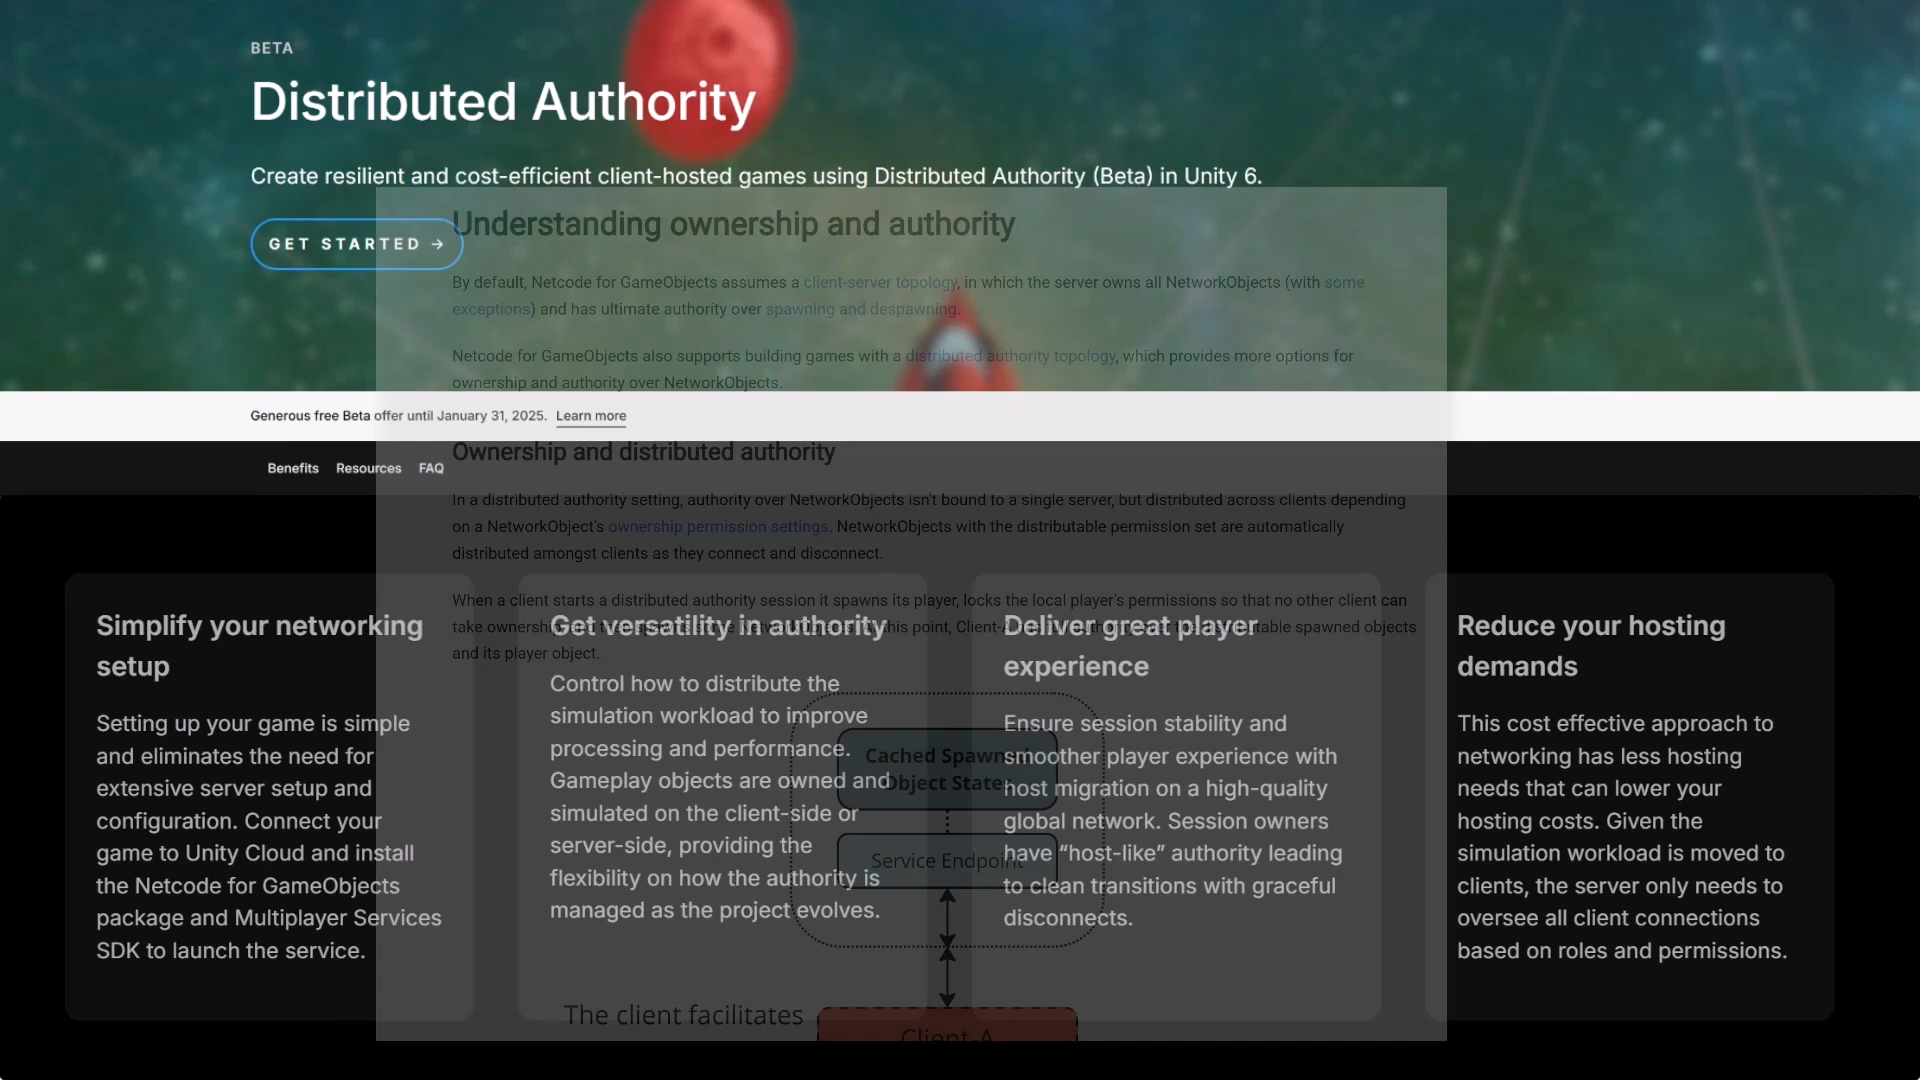 BETA
Distributed Authority
Create resilient and cost-efficient client-hosted games using Distributed Authority (Beta) in Unity 6.
GET STARTED →
Understanding ownership and authority
By default, Netcode for GameObjects assumes a client-server topology, in which the server owns all NetworkObjects (with some
exceptions) and has ultimate authority over spawning and despawning.
Netcode for GameObjects also supports building games with a distributed authority topology, which provides more options for
ownership and authority over NetworkObjects.
Generous free Beta offer until January 31, 2025. Learn more
Ownership and distributed authority
Benefits Resources FAQ
In a distributed authority setting, authority over NetworkObjects isn't bound to a single server, but distributed across clients depending
on a NetworkObject's ownership permission settings. NetworkObjects with the distributable permission set are automatically
distributed amongst clients as they connect and disconnect.
When a client starts a distributed authority session it spawns its player, locks the local player's permissions so that no other client can
take ownership this point, Client-A spawned objects
and its player object.
Simplify your networking
setup
Setting up your game is simple
and eliminates the need for
extensive server setup and
configuration. Connect your
game to Unity Cloud and install
the Netcode for GameObjects
package and Multiplayer Services
SDK to launch the service.
Get versatility in authority
Control how to distribute the
simulation workload to improve
processing and performance.
Gameplay objects are owned and
simulated on the client-side or
server-side, providing the
flexibility on how the authority is
managed as the project evolves.
Deliver great player
experience
Ensure session stability and
smoother player experience with
host migration on a high-quality
global network. Session owners
have “host-like” authority leading
to clean transitions with graceful
disconnects.
Reduce your hosting
demands
This cost effective approach to
networking has less hosting
needs that can lower your
hosting costs. Given the
simulation workload is moved to
clients, the server only needs to
oversee all client connections
based on roles and permissions.
Cached Spawned
Object States
Service Endpoint
The client facilitates
Client-A